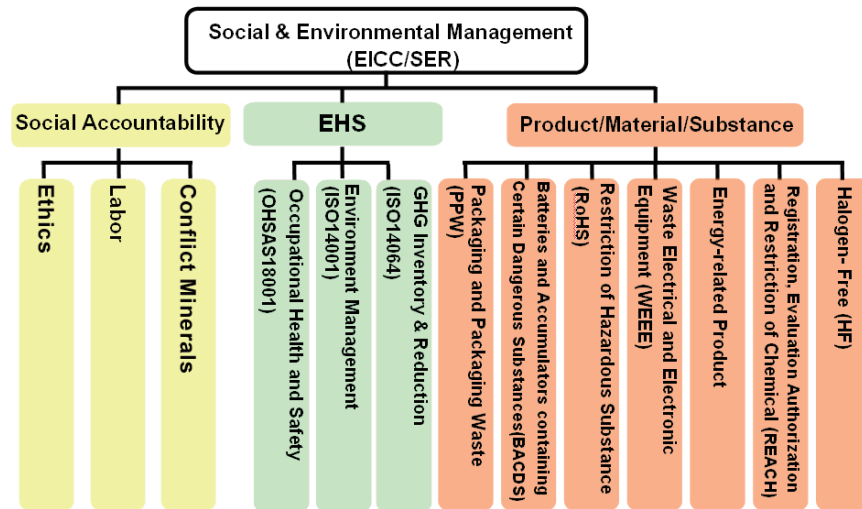 Social & Environmental Management
(EICC/SER)
Social Accountability
EHS
Product/Material/Substance
Ethics
Labor
Conflict Minerals
Occupational Health and Safety
(OHSAS18001)
Environment Management
(ISO14001)
GHG Inventory & Reduction
(ISO14064)
Packaging and Packaging Waste
(PPW)
Batteries and Accumulators containing
Certain Dangerous Substances(BACDS)
Restriction of Hazardous Substance
(RoHS)
Waste Electrical and Electronic
Equipment (WEEE)
Energy-related Product
Registration, Evaluation Authorization
and Restriction of Chemical (REACH)
Halogen- Free (HF)